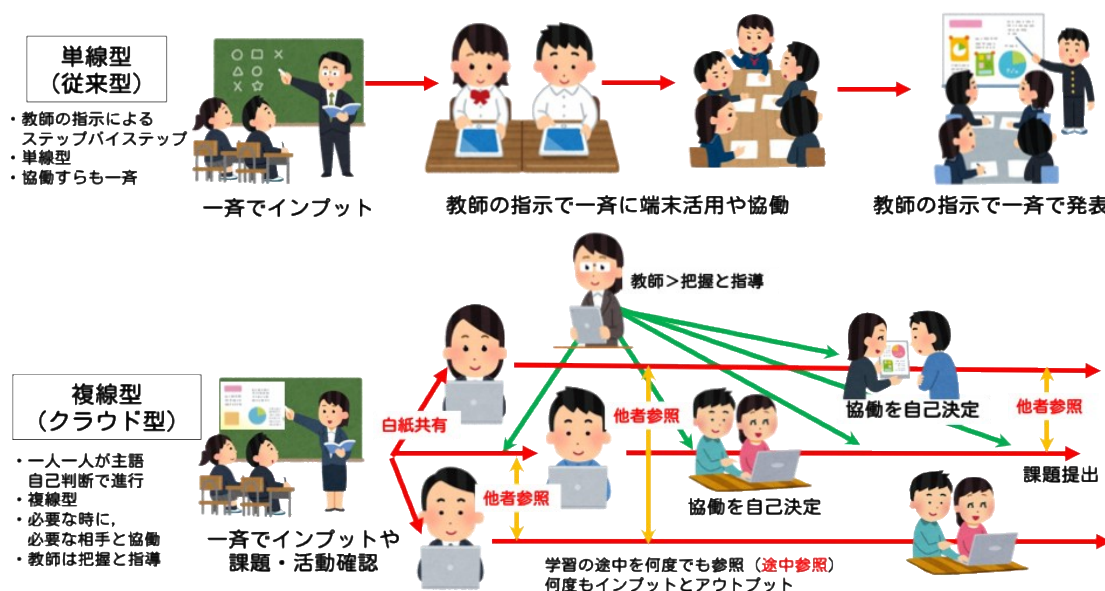 単線型
(従来型)
・教師の指示による
ステップバイステップ
・単線型
・協働すらも一斉
一斉でインプット
教師の指示で一斉に端末活用や協働
教師の指示で一斉で発表
教師＞把握と指導
複線型
(クラウド型)
・一人一人が主語
自己判断で進行
・複線型
・必要な時に,
必要な相手と協働
・教師は把握と指導
一斉でインプットや
課題・活動確認
白紙共有
他者参照
他者参照
協働を自己決定
協働を自己決定
他者参照
課題提出
学習の途中を何度でも参照（途中参照）
何度もインプットとアウトプット